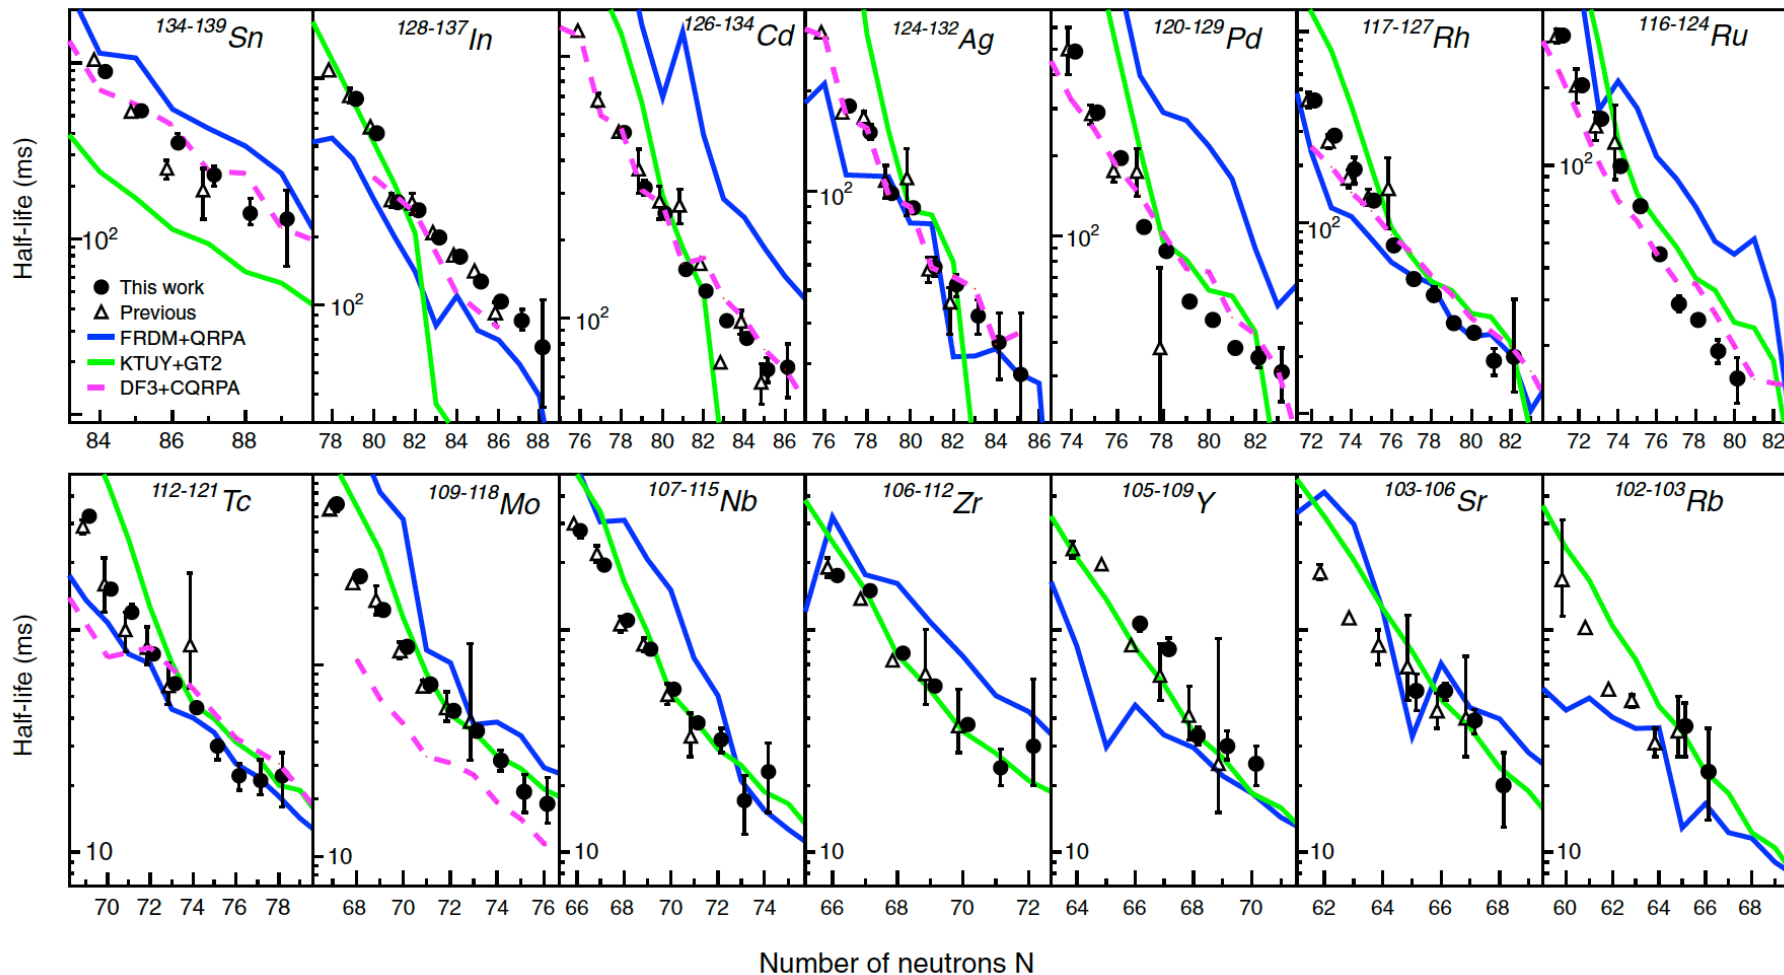 134-139Sn
128-137In
126-134Cd
124-132Ag
120-129Pd
117-127Rh
116-124Ru
Half-life (ms)
10²
10²
10²
10²
10²
10²
10²
This work
Previous
FRDM+QRPA
KTUY+GT2
DF3+CQRPA
84 86 88
78 80 82 84 86 88
76 78 80 82 84 86
76 78 80 82 84 86
74 76 78 80 82
72 74 76 78 80 82
72 74 76 78 80 82
112-121Tc
109-118Mo
107-115Nb
106-112Zr
105-109Y
103-106Sr
102-103Rb
Half-life (ms)
10
10
10
10
10
10
10
70 72 74 76 78
68 70 72 74 76
66 68 70 72 74
66 68 70 72
64 66 68 70
62 64 66 68
60 62 64 66 68
Number of neutrons N